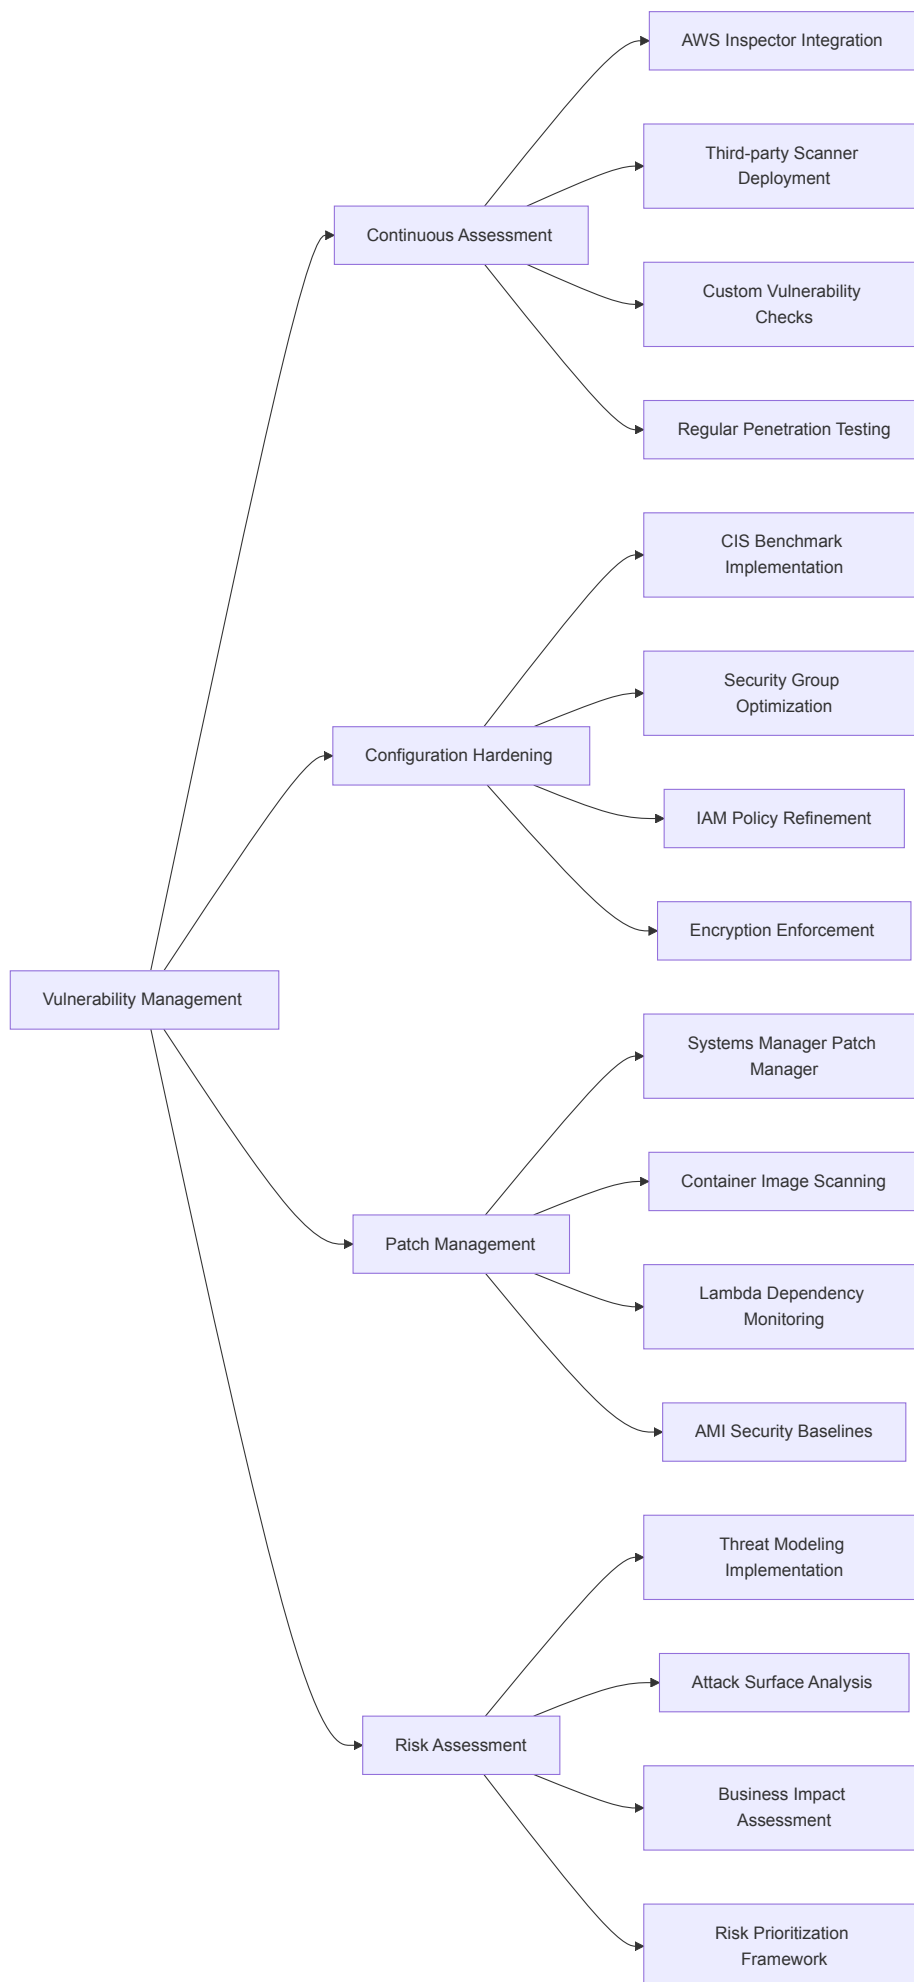 AWS Inspector Integration
Third-party Scanner
Deployment
Continuous Assessment
Custom Vulnerability
Checks
Regular Penetration Testing
CIS Benchmark
Implementation
Security Group
Optimization
Configuration Hardening
IAM Policy Refinement
Encryption Enforcement
Vulnerability Management
Systems Manager Patch
Manager
Container Image Scanning
Patch Management
Lambda Dependency
Monitoring
AMI Security Baselines
Threat Modeling
Implementation
Attack Surface Analysis
Risk Assessment
Business Impact
Assessment
Risk Prioritization
Framework